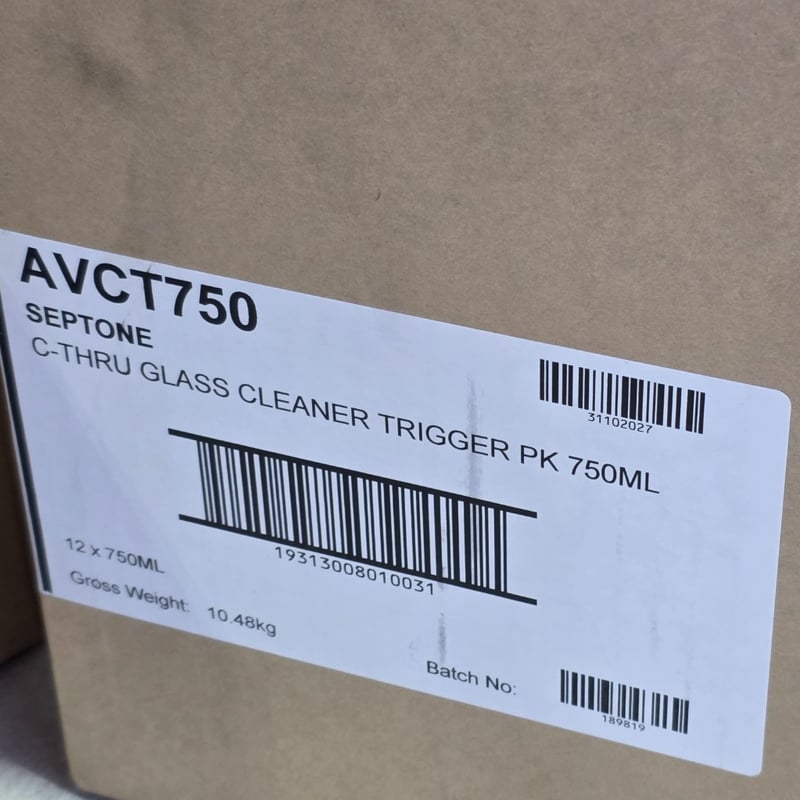 AVCT750
SEPTONE
C-THRU GLASS CLEANER TRIGGER PK 750ML
31102027
19313008010031
12 x 750ML
Gross Weight: 10.48kg
Batch No:
189819